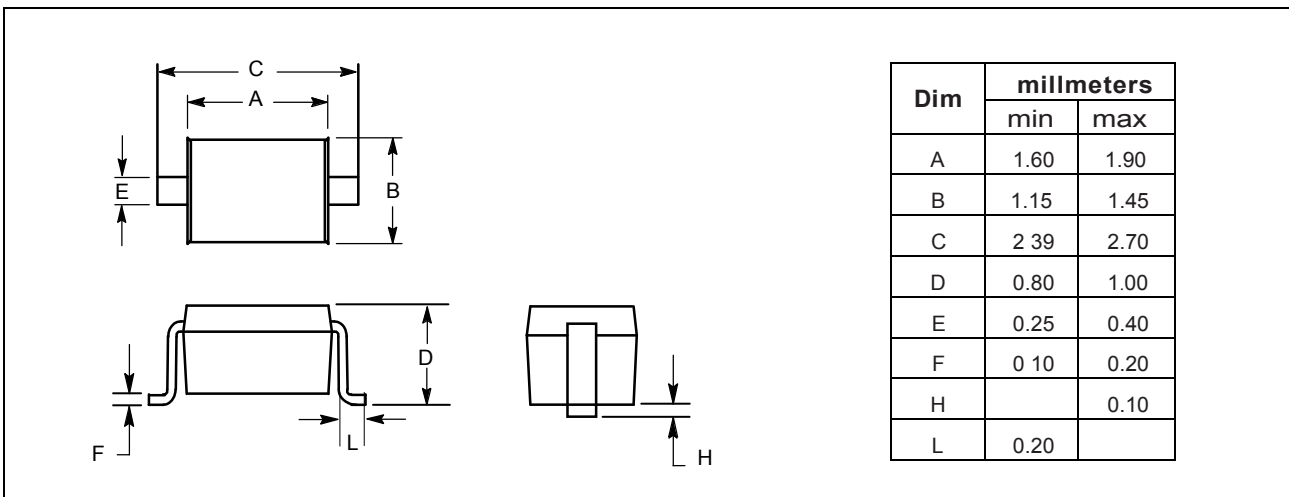 C
A
E
B
D
F
L
H
Dim millmeters
min max
A 1.60 1.90
B 1.15 1.45
C 2 39 2.70
D 0.80 1.00
E 0.25 0.40
F 0 10 0.20
H 0.10
L 0.20